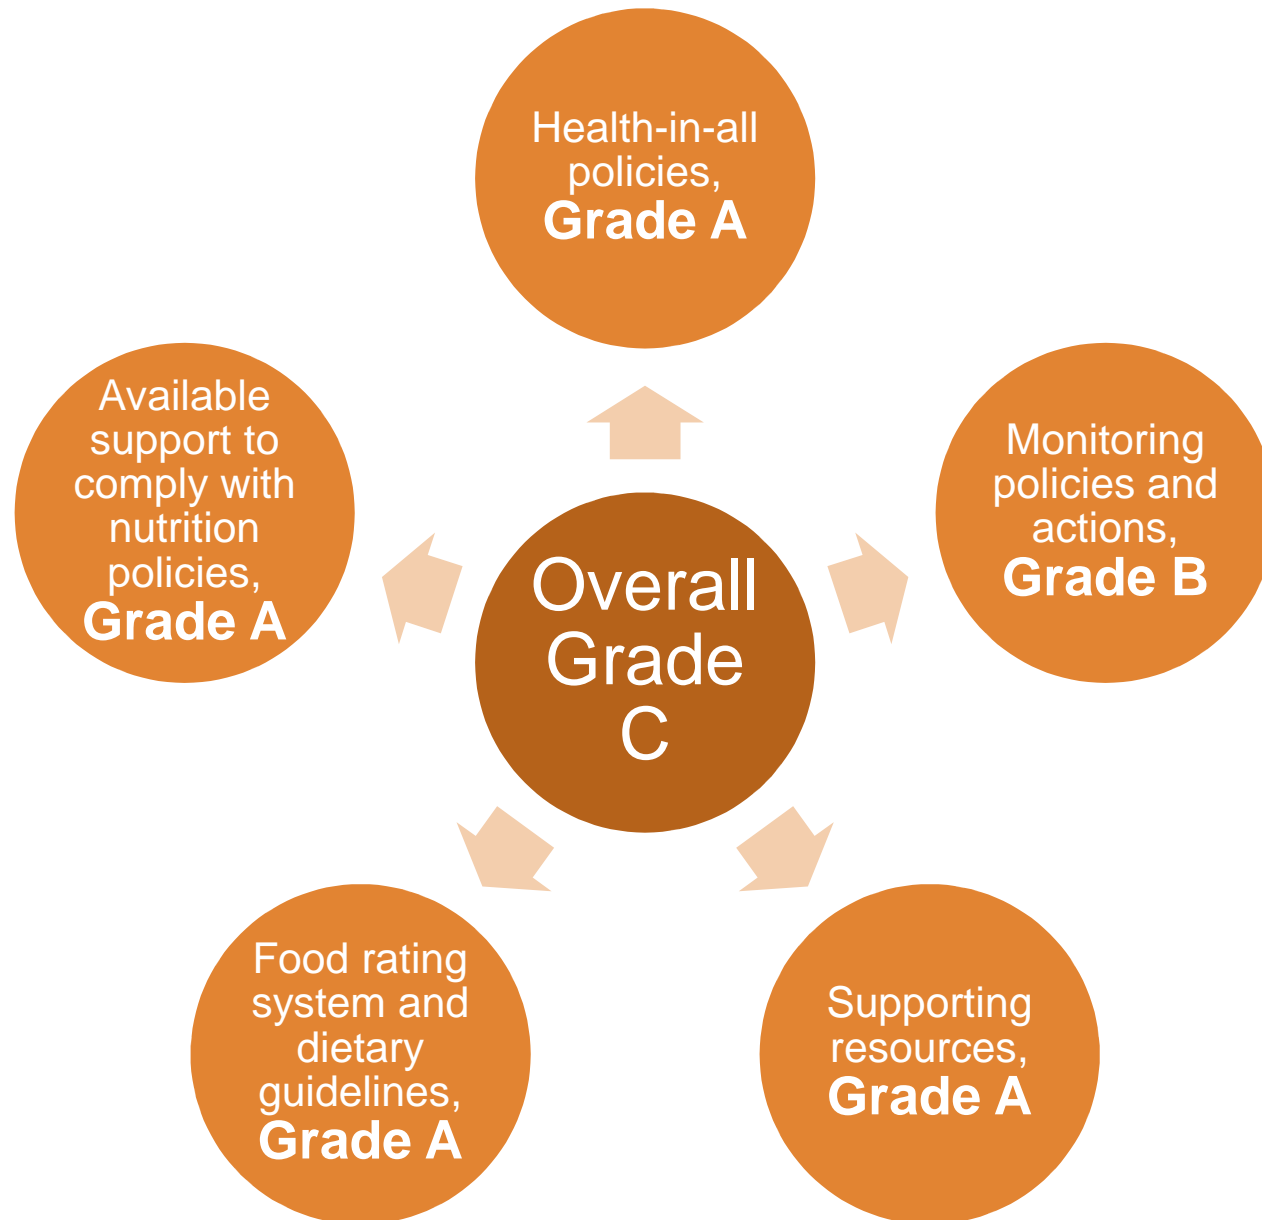 Health-in-all
policies,
Grade A
Available
support to
comply with
nutrition
policies,
Grade A
Monitoring
policies and
actions,
Grade B
Overall
Grade
C
Food rating
system and
dietary
guidelines,
Grade A
Supporting
resources,
Grade A